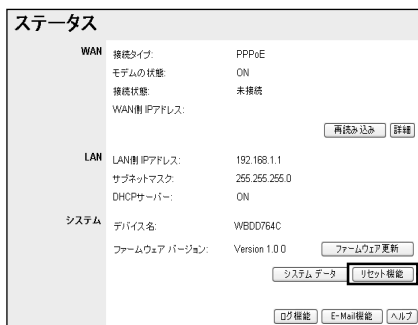 ステータス
WAN 接続タイプ: PPPoE
モデムの状態: ON
接続状態: 未接続
WAN側 IPアドレス:
再読み込み 詳細
LAN LAN側 IPアドレス: 192.168.1.1
サブネットマスク: 255.255.255.0
DHCPサーバー: ON
システム デバイス名: WBDD764C
ファームウェア バージョン: Version 1.0 0 ファームウェア更新
システム データ リセット機能
ログ機能 E-Mail機能 ヘルプ